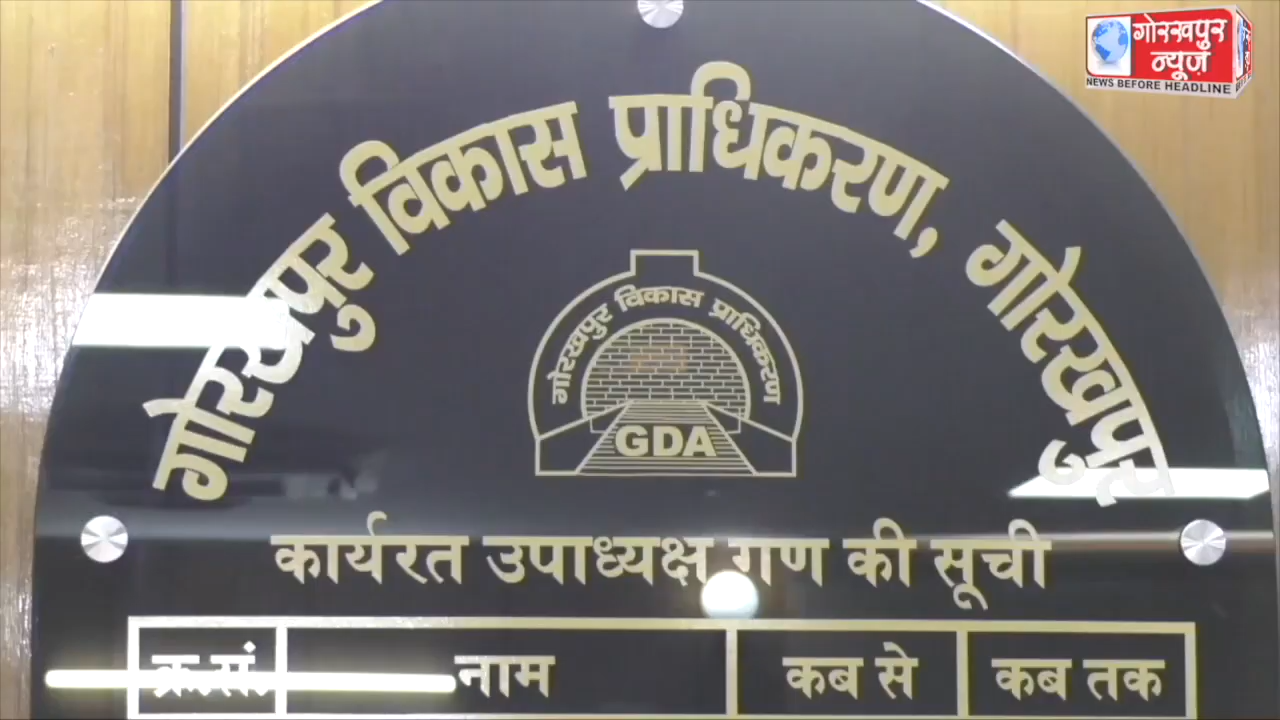 गोरखपुर
न्यूज़
NEWS BEFORE HEADLINE
गोरखपुर विकास प्राधिकरण, गोरखपुर
गोरखपुर विकास प्राधिकरण
GDA
कार्यरत उपाध्यक्ष गण की सूची
क्र.सं. नाम कब से कब तक